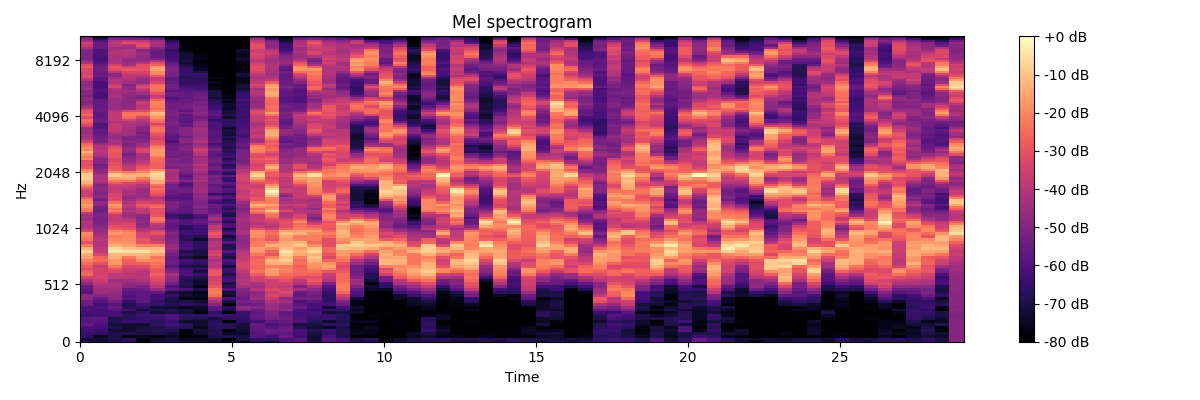 Mel spectrogram
8192
4096
2048
1024
512
0
Hz
0 5 10 15 20 25
Time
+0 dB
-10 dB
-20 dB
-30 dB
-40 dB
-50 dB
-60 dB
-70 dB
-80 dB